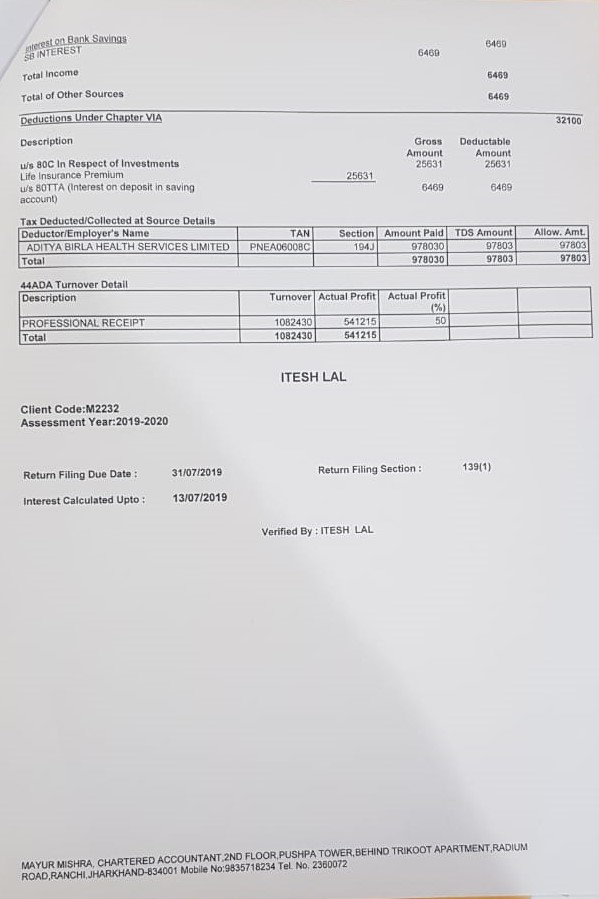 Interest on Bank Savings 6469
SB INTEREST 6469
Total Income 6469
Total of Other Sources 6469
Deductions Under Chapter VIA 32100
Description Gross Amount Deductable Amount
u/s 80C In Respect of Investments 25631 25631
Life Insurance Premium 25631
u/s 80TTA (Interest on deposit in saving 6469 6469
account)
Tax Deducted/Collected at Source Details
Deductor/Employer's Name TAN Section Amount Paid TDS Amount Allow. Amt.
ADITYA BIRLA HEALTH SERVICES LIMITED PNEA06008C 194J 978030 97803 97803
Total 978030 97803 97803
44ADA Turnover Detail
Description Turnover Actual Profit Actual Profit (%)
PROFESSIONAL RECEIPT 1082430 541215 50
Total 1082430 541215
ITESH LAL
Client Code:M2232
Assessment Year:2019-2020
Return Filing Due Date : 31/07/2019 Return Filing Section : 139(1)
Interest Calculated Upto : 13/07/2019
Verified By : ITESH LAL
MAYUR MISHRA, CHARTERED ACCOUNTANT,2ND FLOOR,PUSHPA TOWER,BEHIND TRIKOOT APARTMENT,RADIUM
ROAD,RANCHI,JHARKHAND-834001 Mobile No:9835718234 Tel. No. 2360072